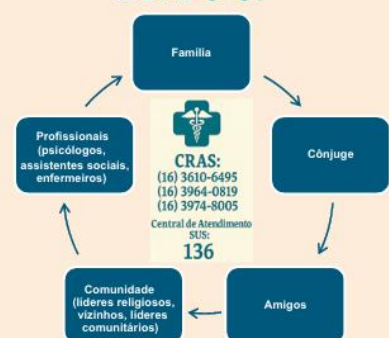 Família
Cônjuge
Amigos
Comunidade
(líderes religiosos,
vizinhos, líderes
comunitários)
Profissionais
(psicólogos,
assistentes sociais,
enfermeiros)
CRAS:
(16) 3610-6495
(16) 3964-0819
(16) 3974-8005
Central de Atendimento
SUS:
136